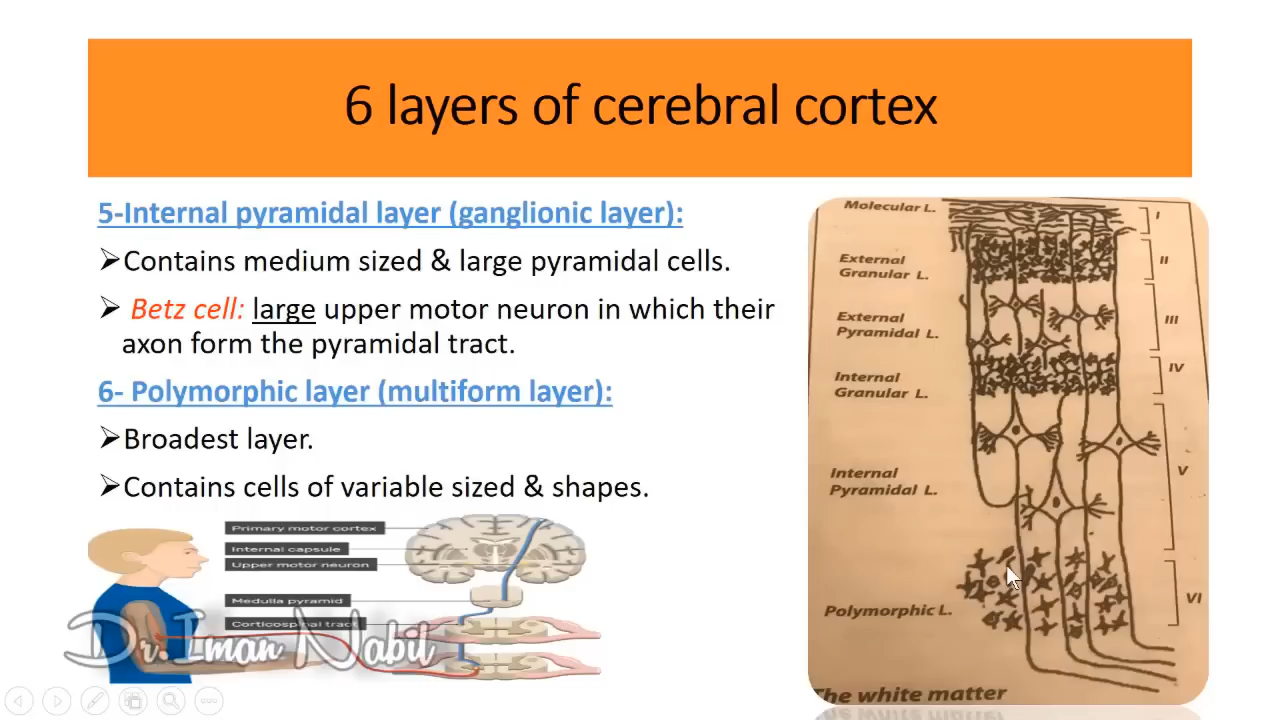 6 layers of cerebral cortex
5-Internal pyramidal layer (ganglionic layer):
➢Contains medium sized & large pyramidal cells.
➢ Betz cell: large upper motor neuron in which their
axon form the pyramidal tract.
6- Polymorphic layer (multiform layer):
➢Broadest layer.
➢Contains cells of variable sized & shapes.
Primary motor cortex
Internal capsule
Upper motor neuron
Medulla pyramid
Corticospinal tract
Dr.Iman Nabil
Molecular L.
I
External
Granular L.
II
External
Pyramidal L.
III
Internal
Granular L.
IV
Internal
Pyramidal L.
V
Polymorphic L.
VI
The white matter